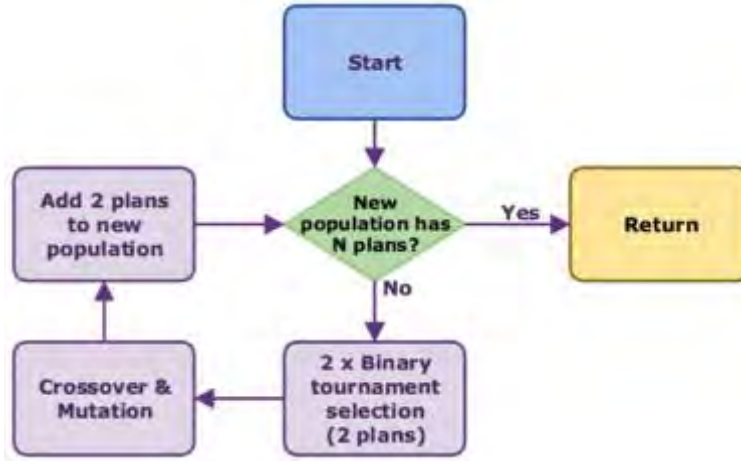 Start
New
population has
N plans?
Yes
Return
No
2 x Binary
tournament
selection
(2 plans)
Crossover &
Mutation
Add 2 plans
to new
population